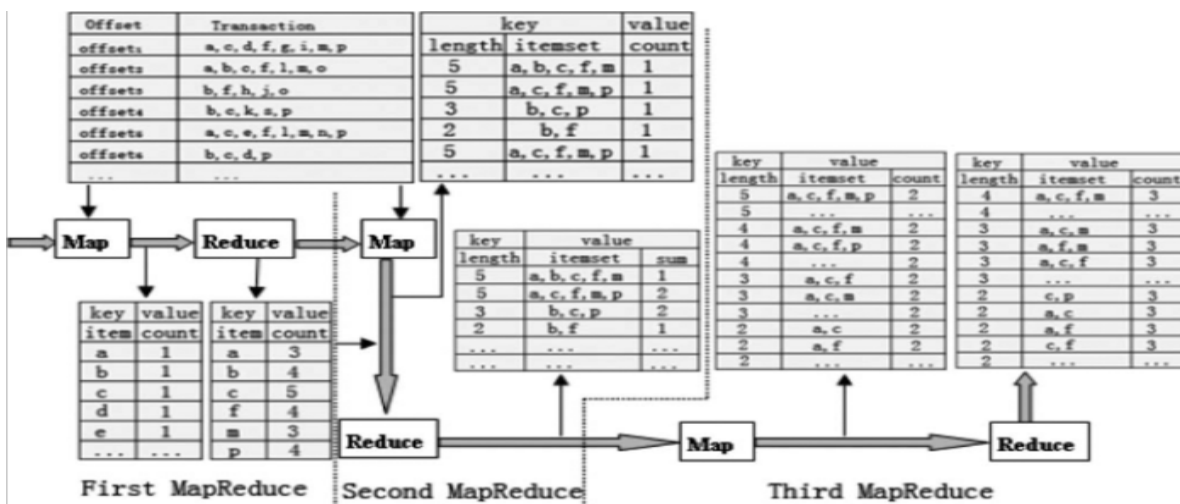 Offset Transaction
offset1 a,c,d,f,g,i,m,p
offset2 a,b,c,f,l,m,o
offset3 b,f,h,j,o
offset4 b,c,k,s,p
offset5 a,c,e,f,l,m,n,p
offset6 b,c,d,p
... ...
key value
length itemset count
5 a,b,c,f,m 1
5 a,c,f,m,p 1
3 b,c,p 1
2 b,f 1
5 a,c,f,m,p 1
... ... ...
Map Reduce Map
key value
item count
a 1
b 1
c 1
d 1
e 1
... ...
key value
item count
a 3
b 4
c 5
f 4
m 3
p 4
key value
length itemset sum
5 a,b,c,f,m 1
5 a,c,f,m,p 2
3 b,c,p 2
2 b,f 1
... ... ...
... ... ...
key value
length itemset count
5 a,c,f,m,p 2
5 ... ...
4 a,c,f,m 2
4 a,c,f,p 2
4 ... 2
3 a,c,f 2
3 a,c,m 2
3 ... 2
2 a,c 2
2 a,f 2
2 ... ...
key value
length itemset count
4 a,c,f,m 3
4 ... ...
3 a,c,m 3
3 a,f,m 3
3 a,c,f 3
3 ... ...
2 c,p 3
2 a,c 3
2 a,f 3
2 c,f 3
2 ... ...
Reduce Map Reduce
First MapReduce Second MapReduce Third MapReduce